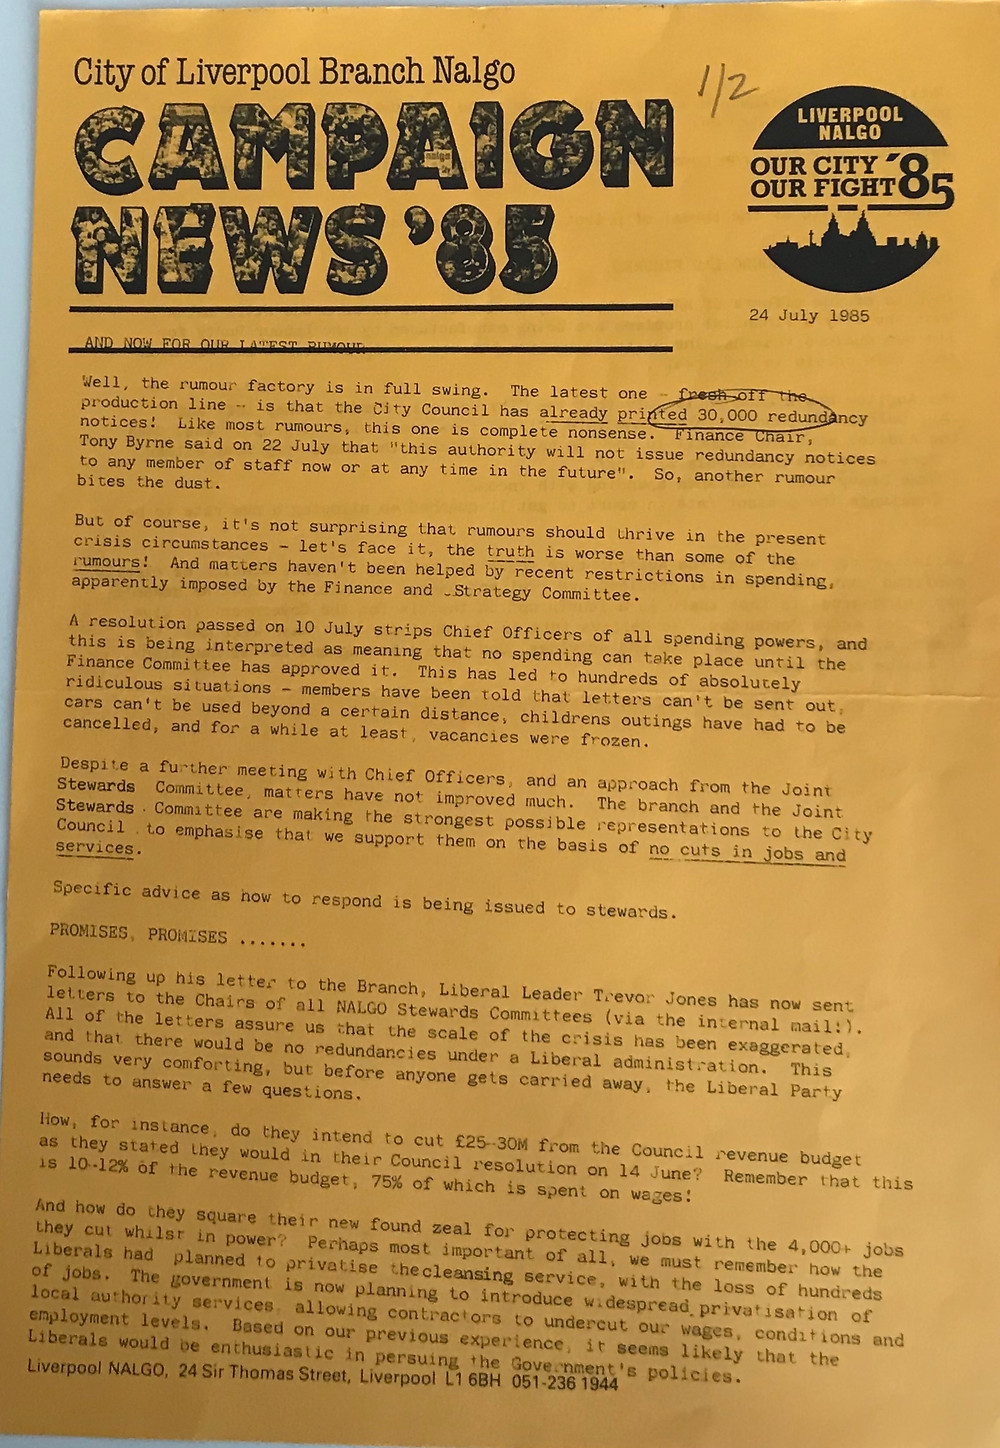 City of Liverpool Branch Nalgo
1/2
CAMPAIGN
NEWS '85
nalgo
LIVERPOOL
NALGO
OUR CITY '85
OUR FIGHT
24 July 1985
AND NOW FOR OUR LATEST RUMOUR
Well, the rumour factory is in full swing. The latest one - fresh off the
production line -- is that the City Council has already printed 30,000 redundancy
notices! Like most rumours, this one is complete nonsense. Finance Chair,
Tony Byrne said on 22 July that "this authority will not issue redundancy notices
to any member of staff now or at any time in the future". So, another rumour
bites the dust.
But of course, it's not surprising that rumours should thrive in the present
crisis circumstances - let's face it, the truth is worse than some of the
rumours! And matters haven't been helped by recent restrictions in spending,
apparently imposed by the Finance and Strategy Committee.
A resolution passed on 10 July strips Chief Officers of all spending powers, and
this is being interpreted as meaning that no spending can take place until the
Finance Committee has approved it. This has led to hundreds of absolutely
ridiculous situations - members have been told that letters can't be sent out,
cars can't be used beyond a certain distance, childrens outings have had to be
cancelled, and for a while at least, vacancies were frozen.
Despite a further meeting with Chief Officers, and an approach from the Joint
Stewards Committee, matters have not improved much. The branch and the Joint
Stewards Committee are making the strongest possible representations to the City
Council to emphasise that we support them on the basis of no cuts in jobs and
services.
Specific advice as how to respond is being issued to stewards.
PROMISES, PROMISES .......
Following up his letter to the Branch, Liberal Leader Trevor Jones has now sent
letters to the Chairs of all NALGO Stewards Committees (via the internal mail!).
All of the letters assure us that the scale of the crisis has been exaggerated,
and that there would be no redundancies under a Liberal administration. This
sounds very comforting, but before anyone gets carried away, the Liberal Party
needs to answer a few questions.
How, for instance, do they intend to cut £25-30M from the Council revenue budget
as they stated they would in their Council resolution on 14 June? Remember that this
is 10-12% of the revenue budget, 75% of which is spent on wages!
And how do they square their new found zeal for protecting jobs with the 4,000+ jobs
they cut whilst in power? Perhaps most important of all, we must remember how the
Liberals had planned to privatise thecleansing service, with the loss of hundreds
of jobs. The government is now planning to introduce widespread privatisation of
local authority services, allowing contractors to undercut our wages, conditions and
employment levels. Based on our previous experience, it seems likely that the
Liberals would be enthusiastic in persuing the Government's policies.
Liverpool NALGO, 24 Sir Thomas Street, Liverpool L1 6BH 051-236 1944